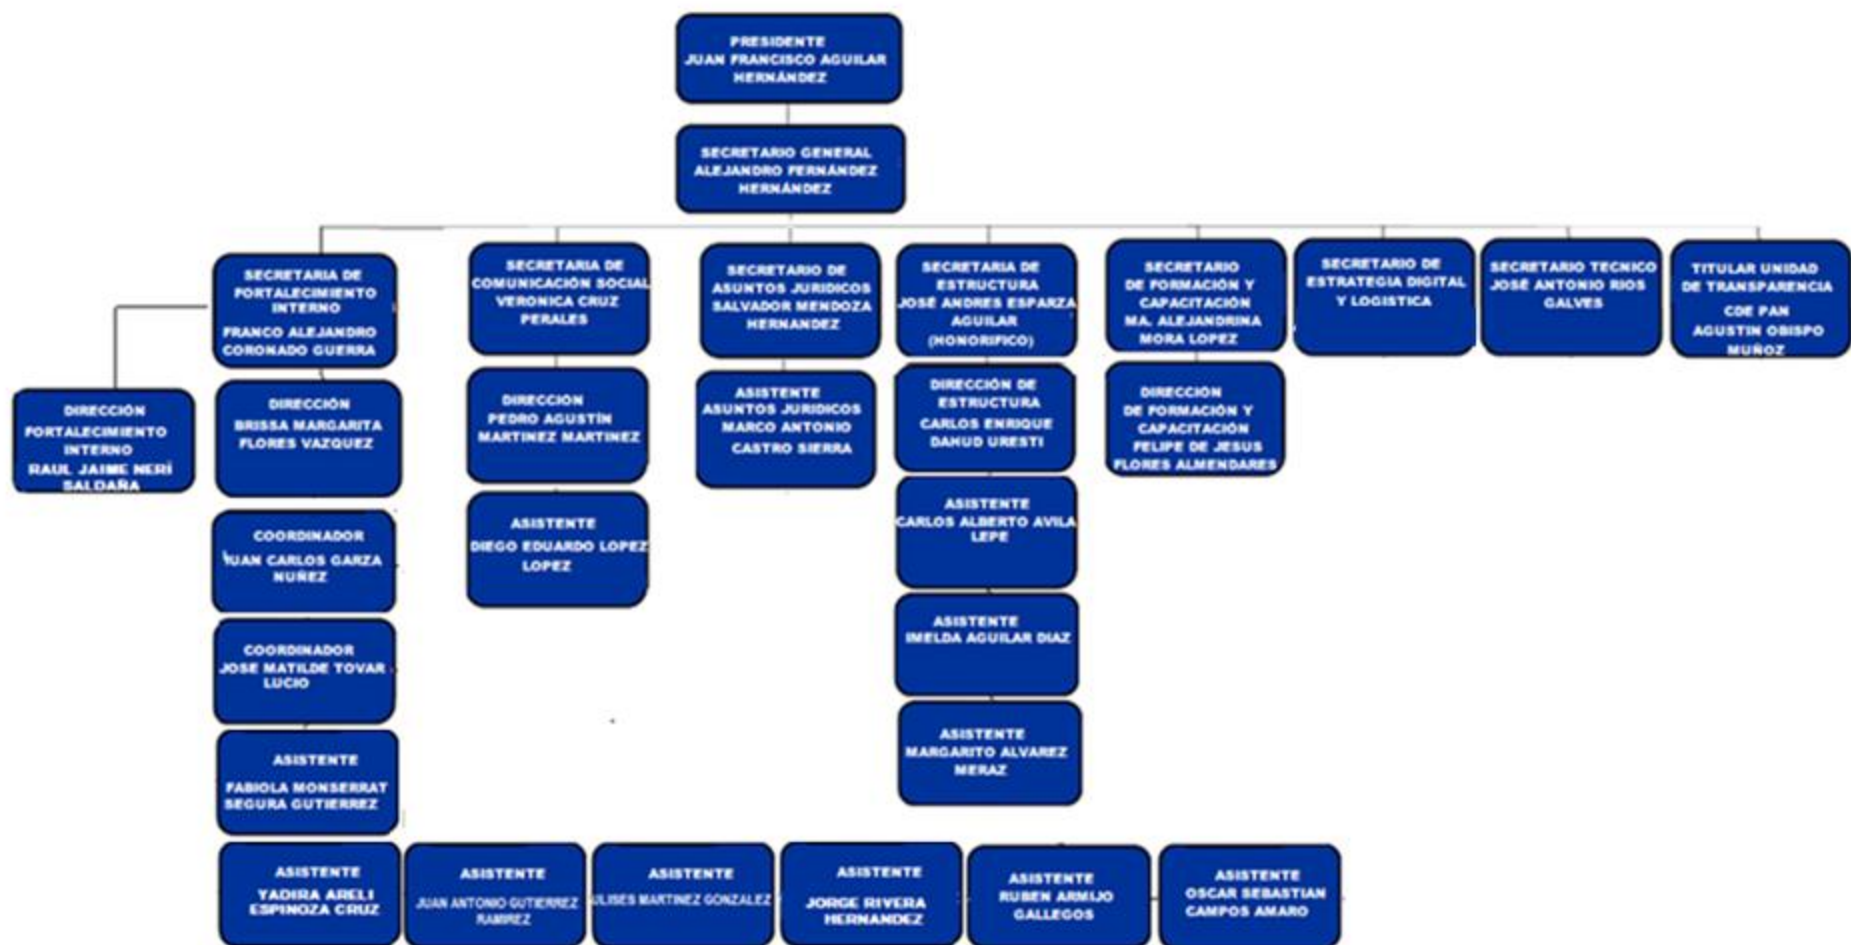 PRESIDENTE
JUAN FRANCISCO AGUILAR
HERNÁNDEZ
SECRETARIO GENERAL
ALEJANDRO FERNÁNDEZ
HERNÁNDEZ
SECRETARIA DE
FORTALECIMIENTO
INTERNO
FRANCO ALEJANDRO
CORONADO GUERRA
SECRETARIA DE
COMUNICACIÓN SOCIAL
VERONICA CRUZ
PERALES
SECRETARIO DE
ASUNTOS JURIDICOS
SALVADOR MENDOZA
HERNANDEZ
SECRETARIA DE
ESTRUCTURA
JOSÉ ANDRES ESPARZA
AGUILAR
(HONORIFICO)
SECRETARIO
DE FORMACIÓN Y
CAPACITACIÓN
MA. ALEJANDRINA
MORA LOPEZ
SECRETARIO DE
ESTRATEGIA DIGITAL
Y LOGISTICA
SECRETARIO TECNICO
JOSÉ ANTONIO RIOS
GALVES
TITULAR UNIDAD
DE TRANSPARENCIA
CDE PAN
AGUSTIN OBISPO
MUÑOZ
DIRECCIÓN
FORTALECIMIENTO
INTERNO
RAUL JAIME NERÍ
SALDAÑA
DIRECCIÓN
BRISSA MARGARITA
FLORES VAZQUEZ
DIRECCIÓN
PEDRO AGUSTÍN
MARTINEZ MARTINEZ
ASISTENTE
ASUNTOS JURIDICOS
MARCO ANTONIO
CASTRO SIERRA
DIRECCIÓN DE
ESTRUCTURA
CARLOS ENRIQUE
DAHUD URESTI
DIRECCION
DE FORMACIÓN Y
CAPACITACIÓN
FELIPE DE JESUS
FLORES ALMENDARES
COORDINADOR
JUAN CARLOS GARZA
NUÑEZ
ASISTENTE
DIEGO EDUARDO LOPEZ
LOPEZ
ASISTENTE
CARLOS ALBERTO AVILA
LEPE
COORDINADOR
JOSE MATILDE TOVAR
LUCIO
ASISTENTE
IMELDA AGUILAR DIAZ
ASISTENTE
FABIOLA MONSERRAT
SEGURA GUTIERREZ
ASISTENTE
MARGARITO ALVAREZ
MERAZ
ASISTENTE
YADIRA ARELI
ESPINOZA CRUZ
ASISTENTE
JUAN ANTONIO GUTIERREZ
RAMIREZ
ASISTENTE
ULISES MARTINEZ GONZALEZ
ASISTENTE
JORGE RIVERA
HERNANDEZ
ASISTENTE
RUBEN ARMIJO
GALLEGOS
ASISTENTE
OSCAR SEBASTIAN
CAMPOS AMARO